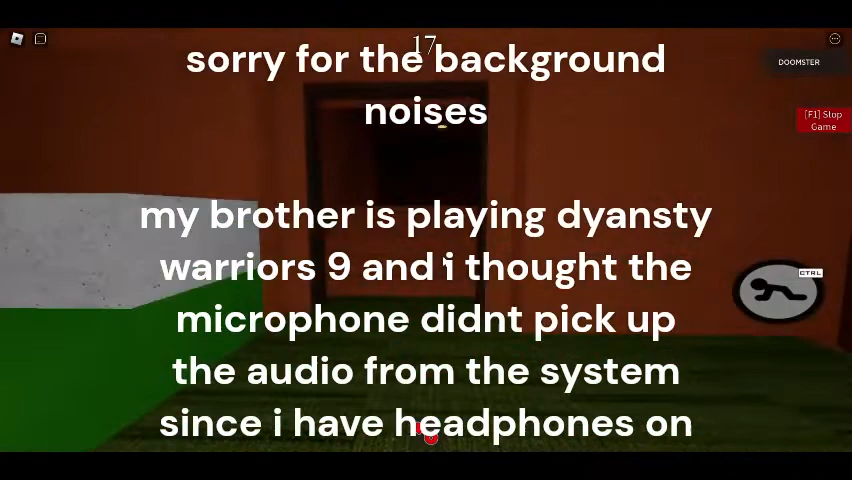 17
sorry for the background
noises
DOOMSTER
[F1] Stop
Game
my brother is playing dyansty
warriors 9 and i thought the
CTRL
microphone didnt pick up
the audio from the system
since i have headphones on